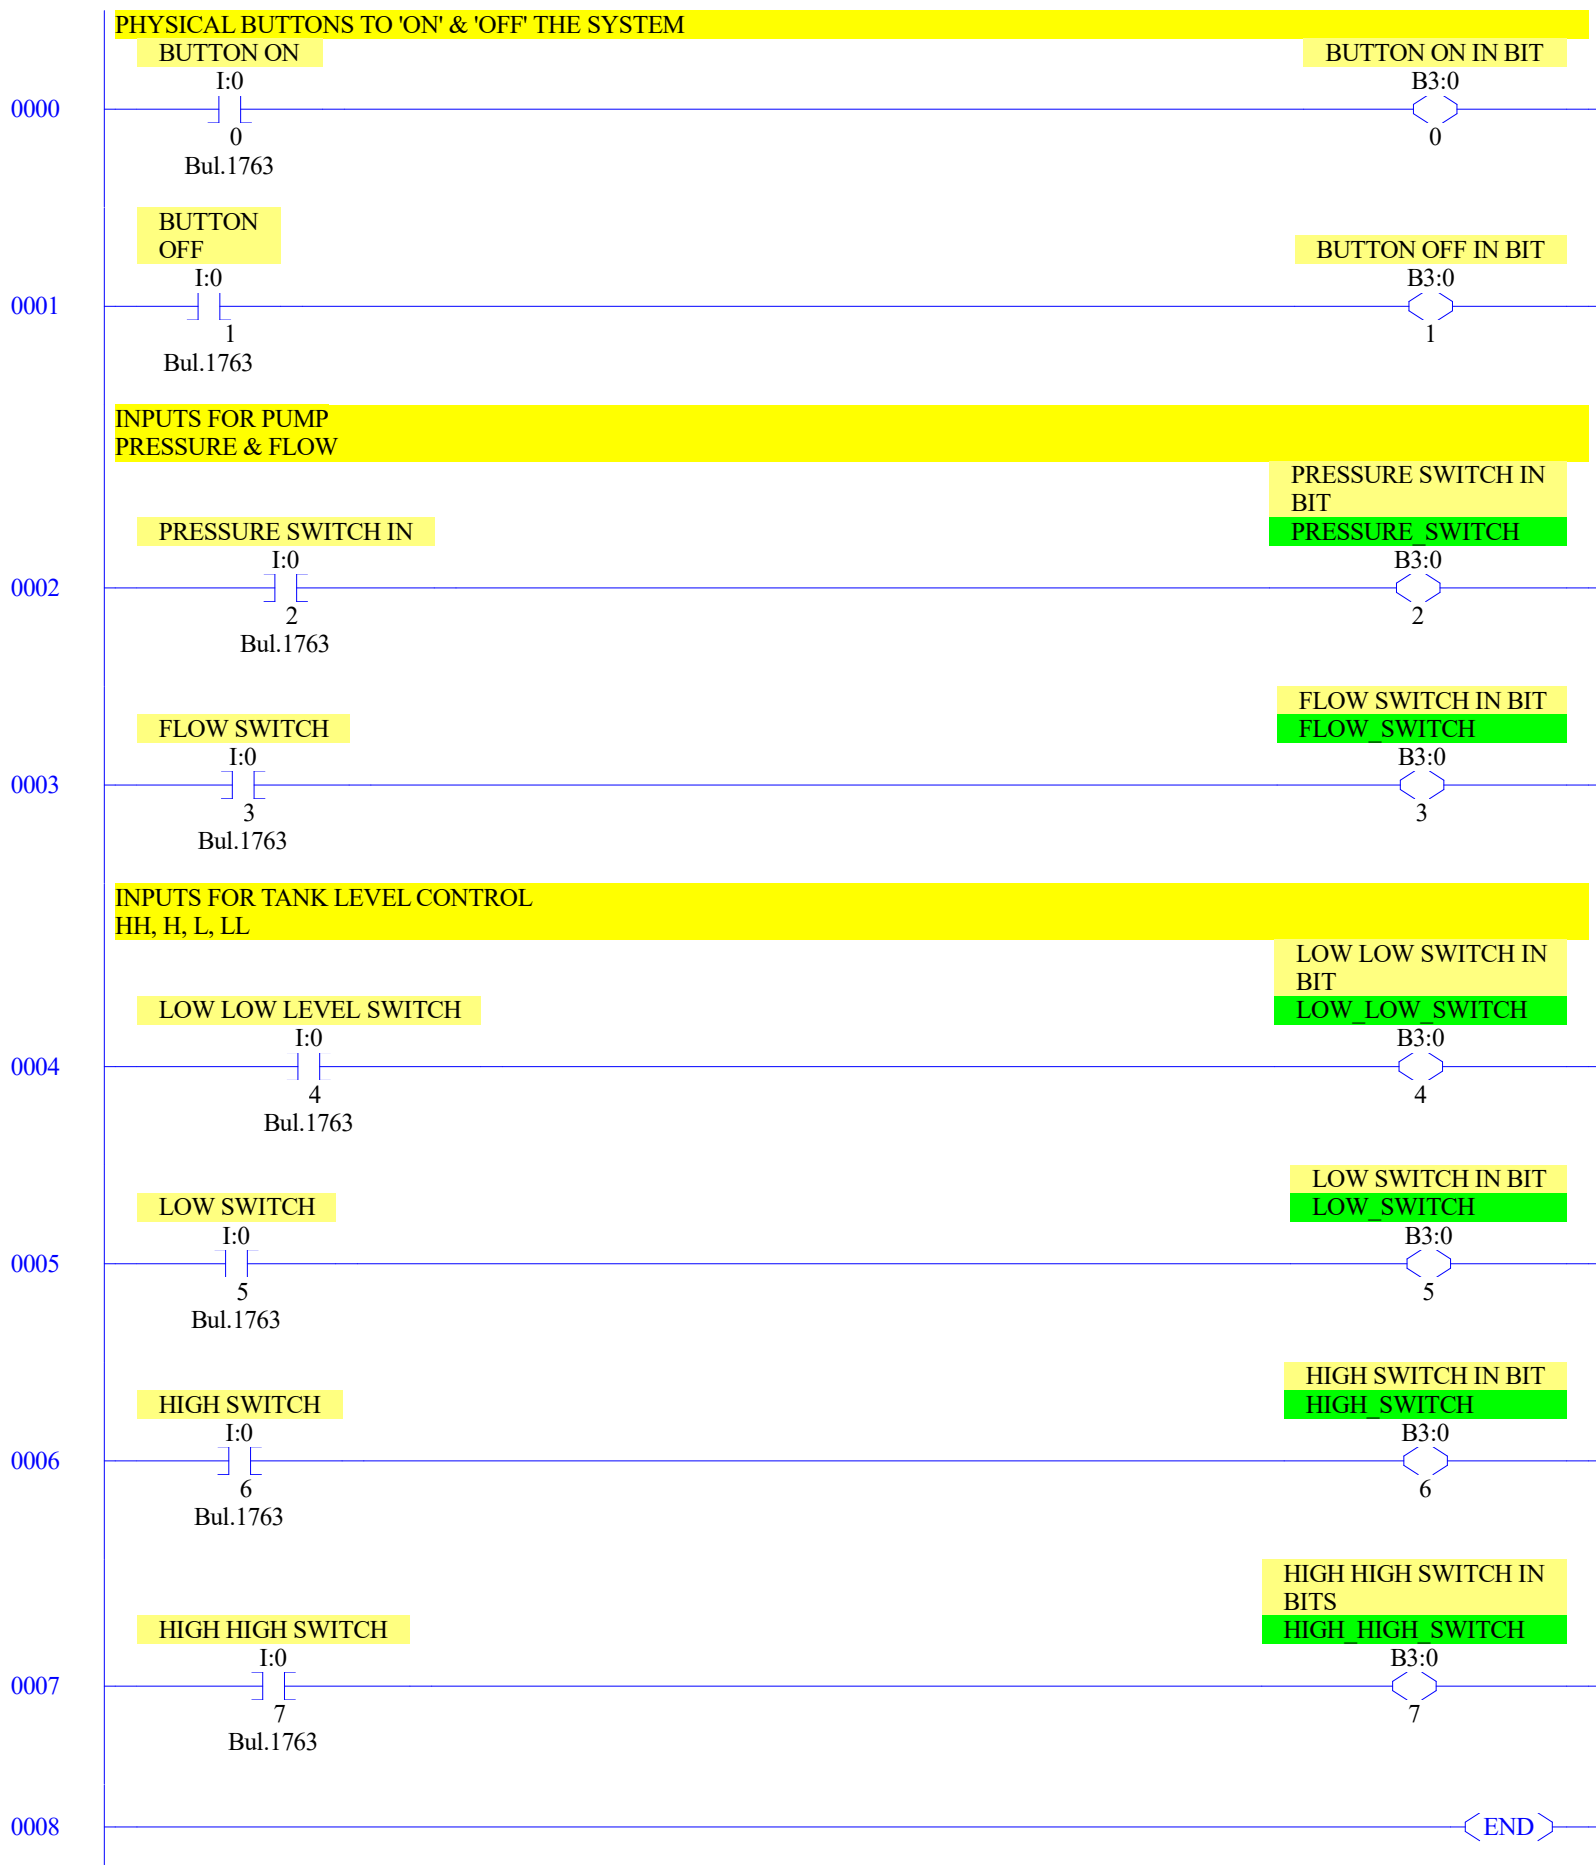 PHYSICAL BUTTONS TO 'ON' & 'OFF' THE SYSTEM
BUTTON ON
I:0
0
Bul.1763
BUTTON ON IN BIT
B3:0
0
0000
BUTTON
OFF
I:0
1
Bul.1763
BUTTON OFF IN BIT
B3:0
1
0001
INPUTS FOR PUMP
PRESSURE & FLOW
PRESSURE SWITCH IN
I:0
2
Bul.1763
PRESSURE SWITCH IN
BIT
PRESSURE_SWITCH
B3:0
2
0002
FLOW SWITCH
I:0
3
Bul.1763
FLOW SWITCH IN BIT
FLOW_SWITCH
B3:0
3
0003
INPUTS FOR TANK LEVEL CONTROL
HH, H, L, LL
LOW LOW LEVEL SWITCH
I:0
4
Bul.1763
LOW LOW SWITCH IN
BIT
LOW_LOW_SWITCH
B3:0
4
0004
LOW SWITCH
I:0
5
Bul.1763
LOW SWITCH IN BIT
LOW_SWITCH
B3:0
5
0005
HIGH SWITCH
I:0
6
Bul.1763
HIGH SWITCH IN BIT
HIGH_SWITCH
B3:0
6
0006
HIGH HIGH SWITCH
I:0
7
Bul.1763
HIGH HIGH SWITCH IN
BITS
HIGH_HIGH_SWITCH
B3:0
7
0007
0008
END